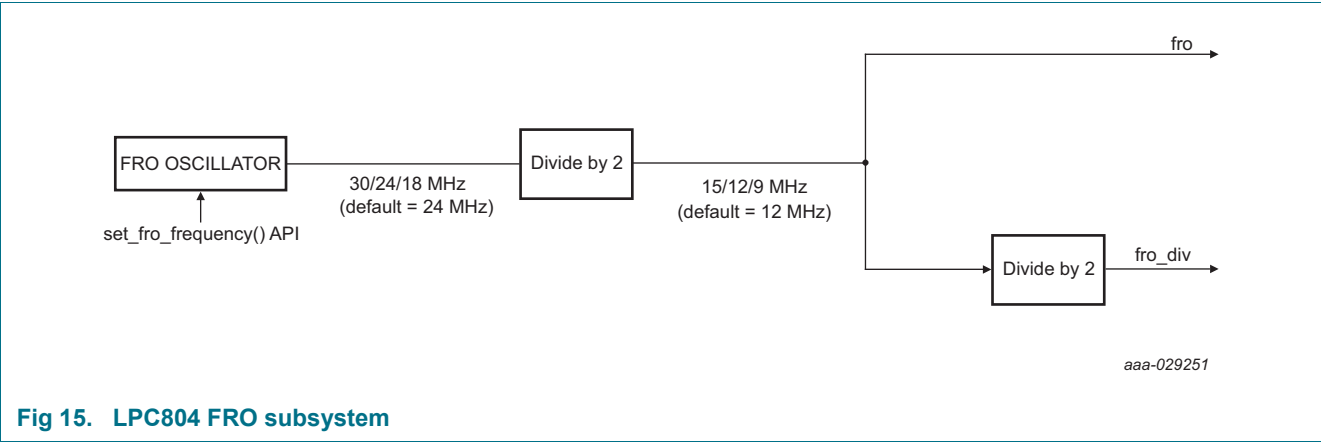 fro
FRO OSCILLATOR
Divide by 2
30/24/18 MHz
(default = 24 MHz)
15/12/9 MHz
(default = 12 MHz)
set_fro_frequency() API
Divide by 2
fro_div
aaa-029251
Fig 15. LPC804 FRO subsystem